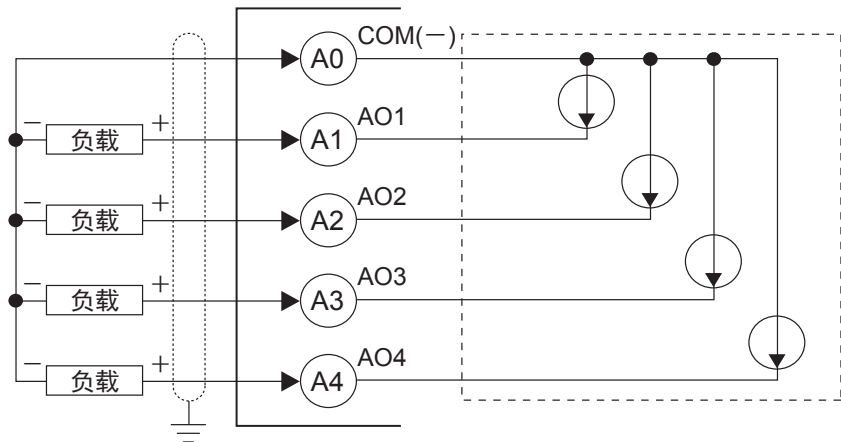 A0 COM(－)
－ 负载 ＋ A1 AO1
－ 负载 ＋ A2 AO2
－ 负载 ＋ A3 AO3
－ 负载 ＋ A4 AO4